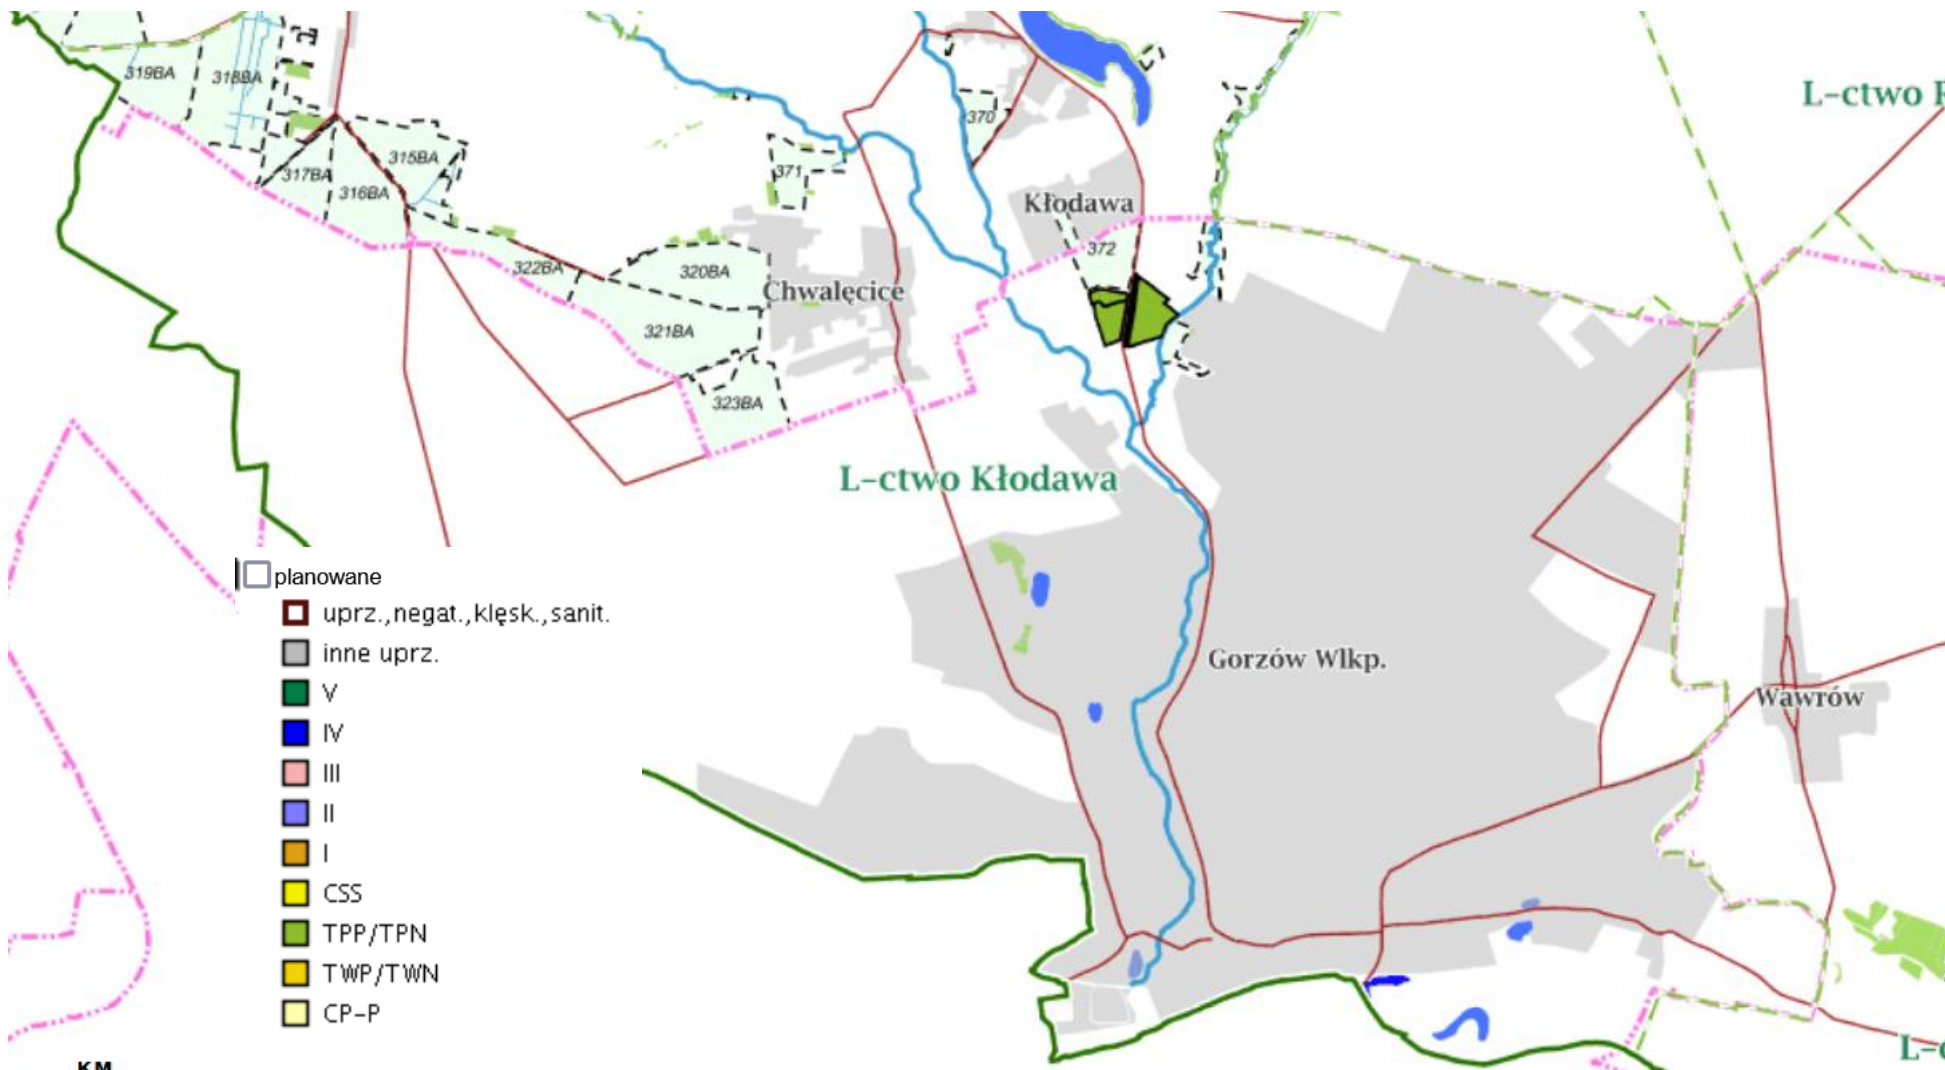 319BA
318BA
L-ctwo
370
315BA
317BA
371
316BA
Kłodawa
372
322BA
320BA
Chwalęcice
321BA
323BA
L-ctwo Kłodawa
planowane
uprz.,negat.,klęsk.,sanit.
inne uprz.
V
IV
III
II
I
CSS
TPP/TPN
TWP/TWN
CP-P
Gorzów Wlkp.
Wawrów
KM